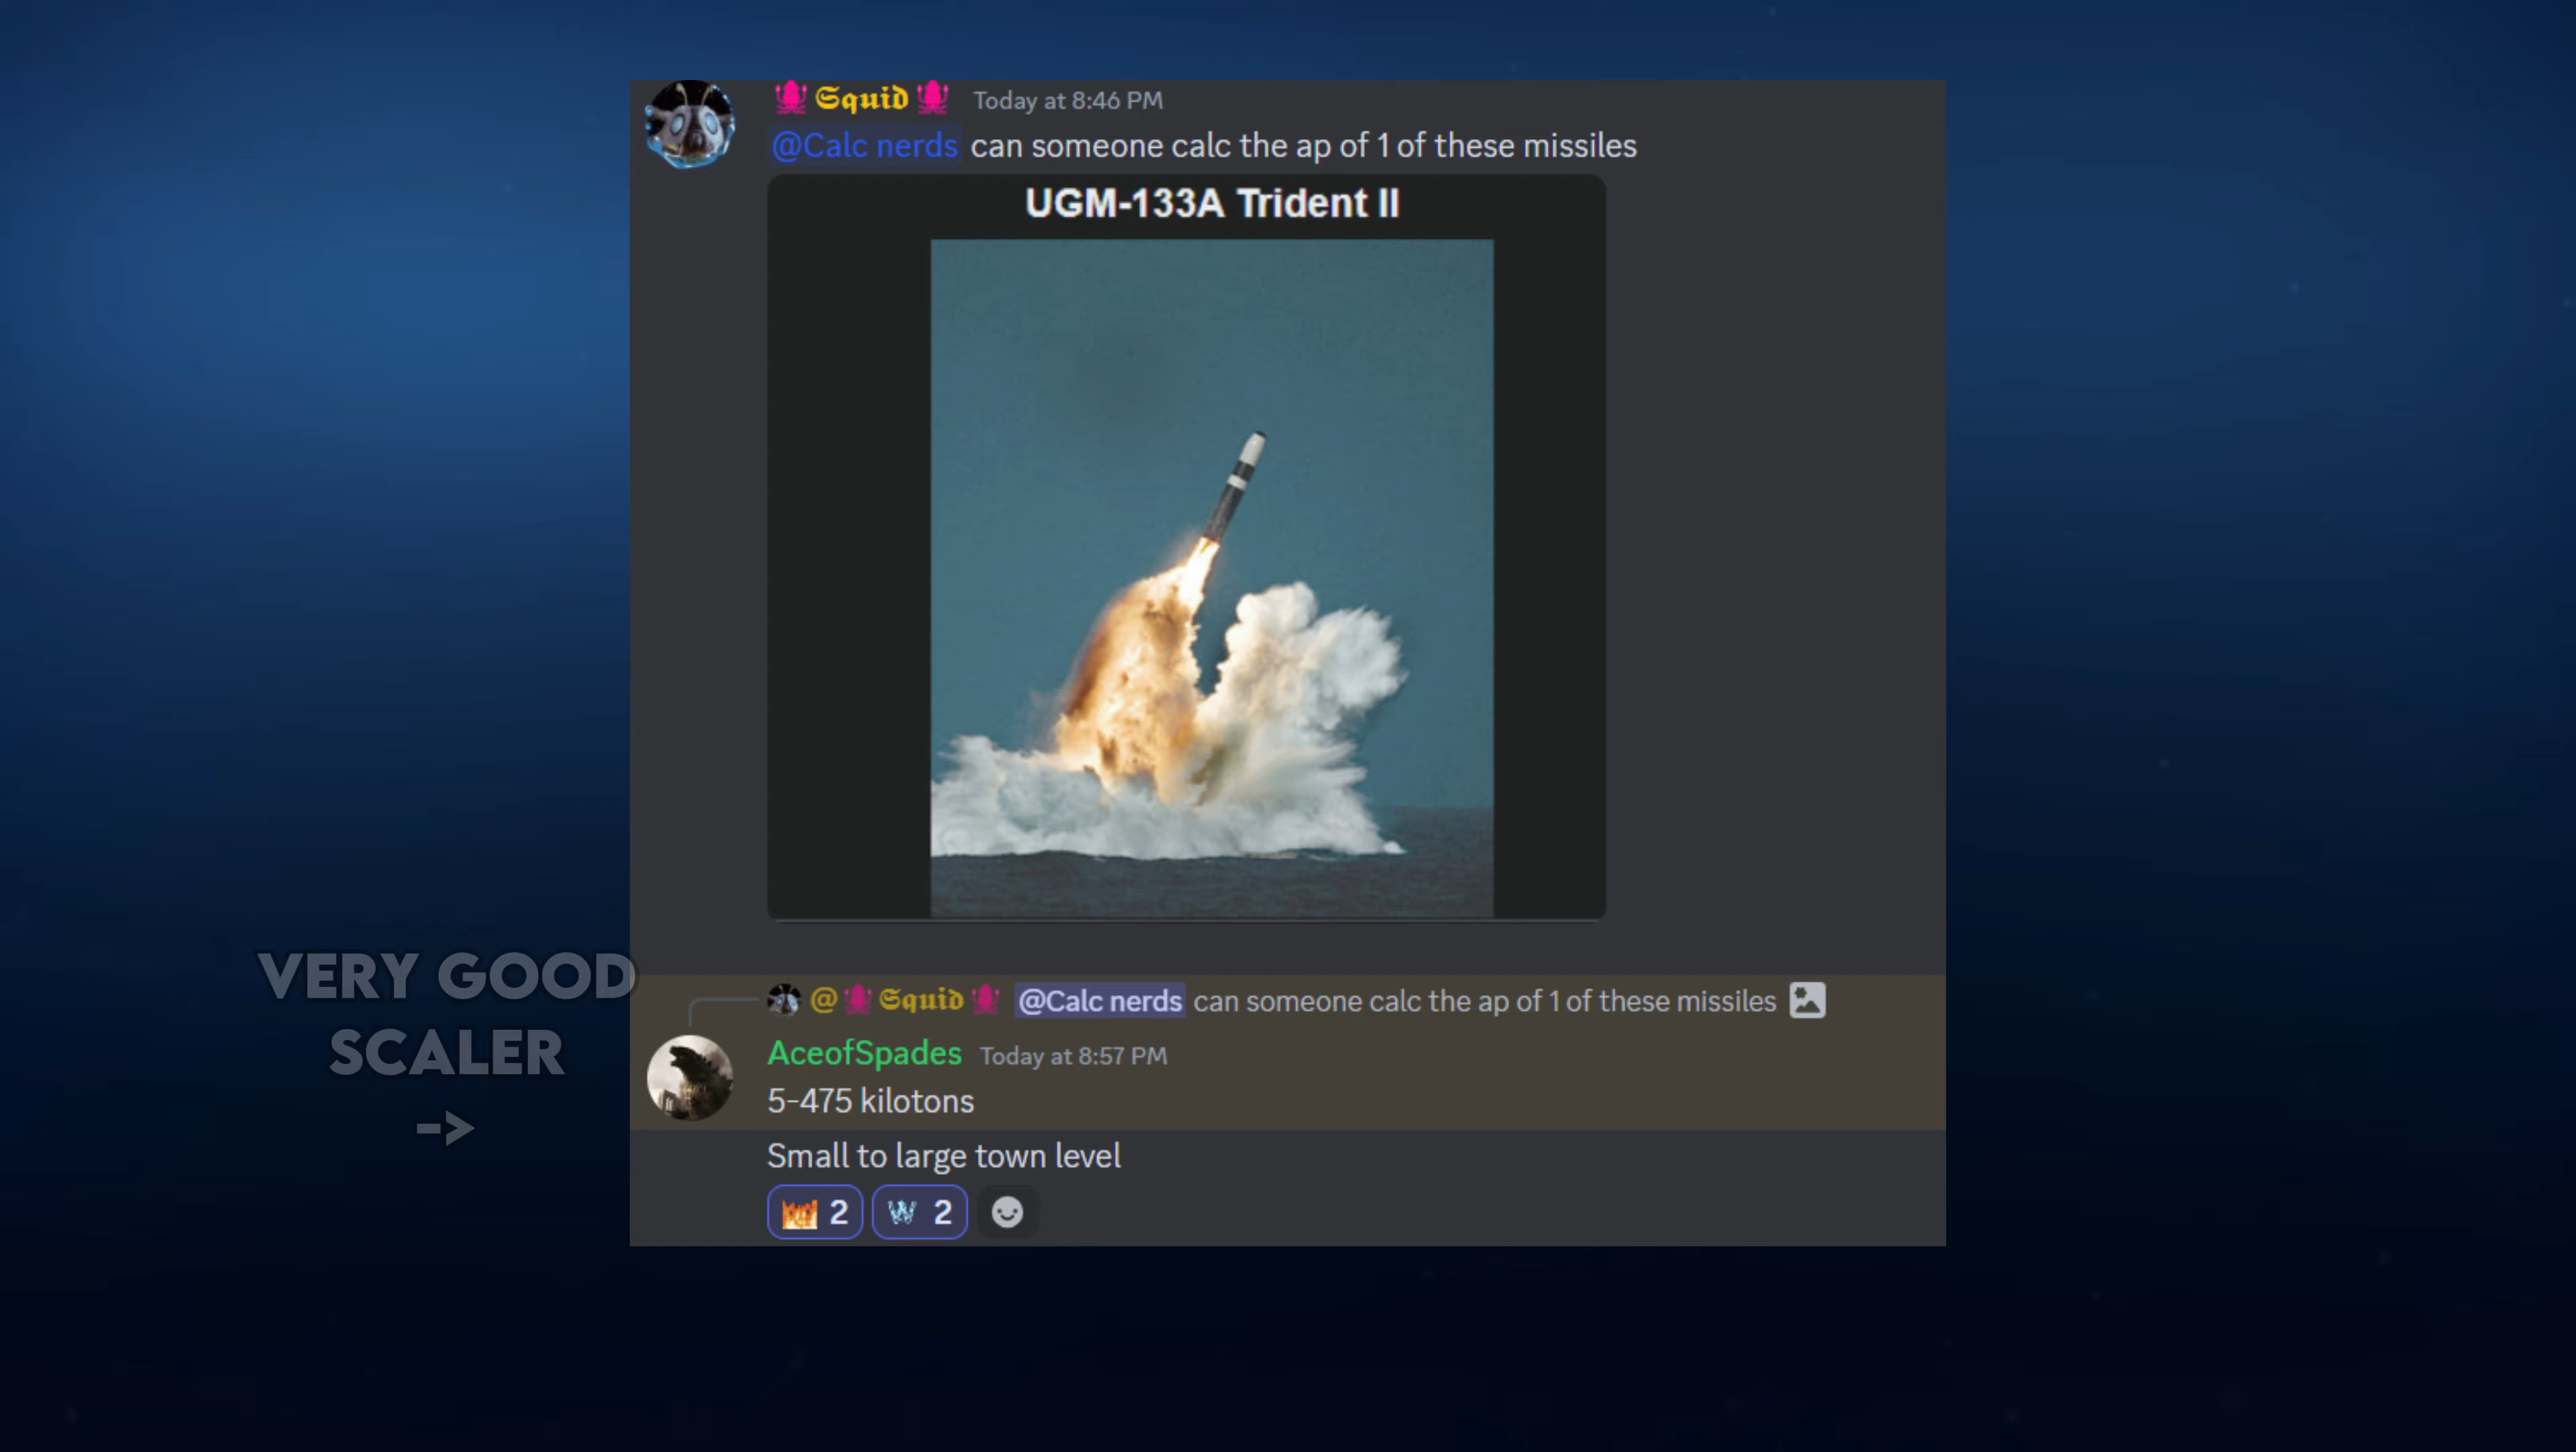 Squid Today at 8:46 PM
@Calc nerds can someone calc the ap of 1 of these missiles
UGM-133A Trident II
@ Squid @Calc nerds can someone calc the ap of 1 of these missiles
AceofSpades Today at 8:57 PM
5-475 kilotons
Small to large town level
2 W 2
VERY GOOD
SCALER
->